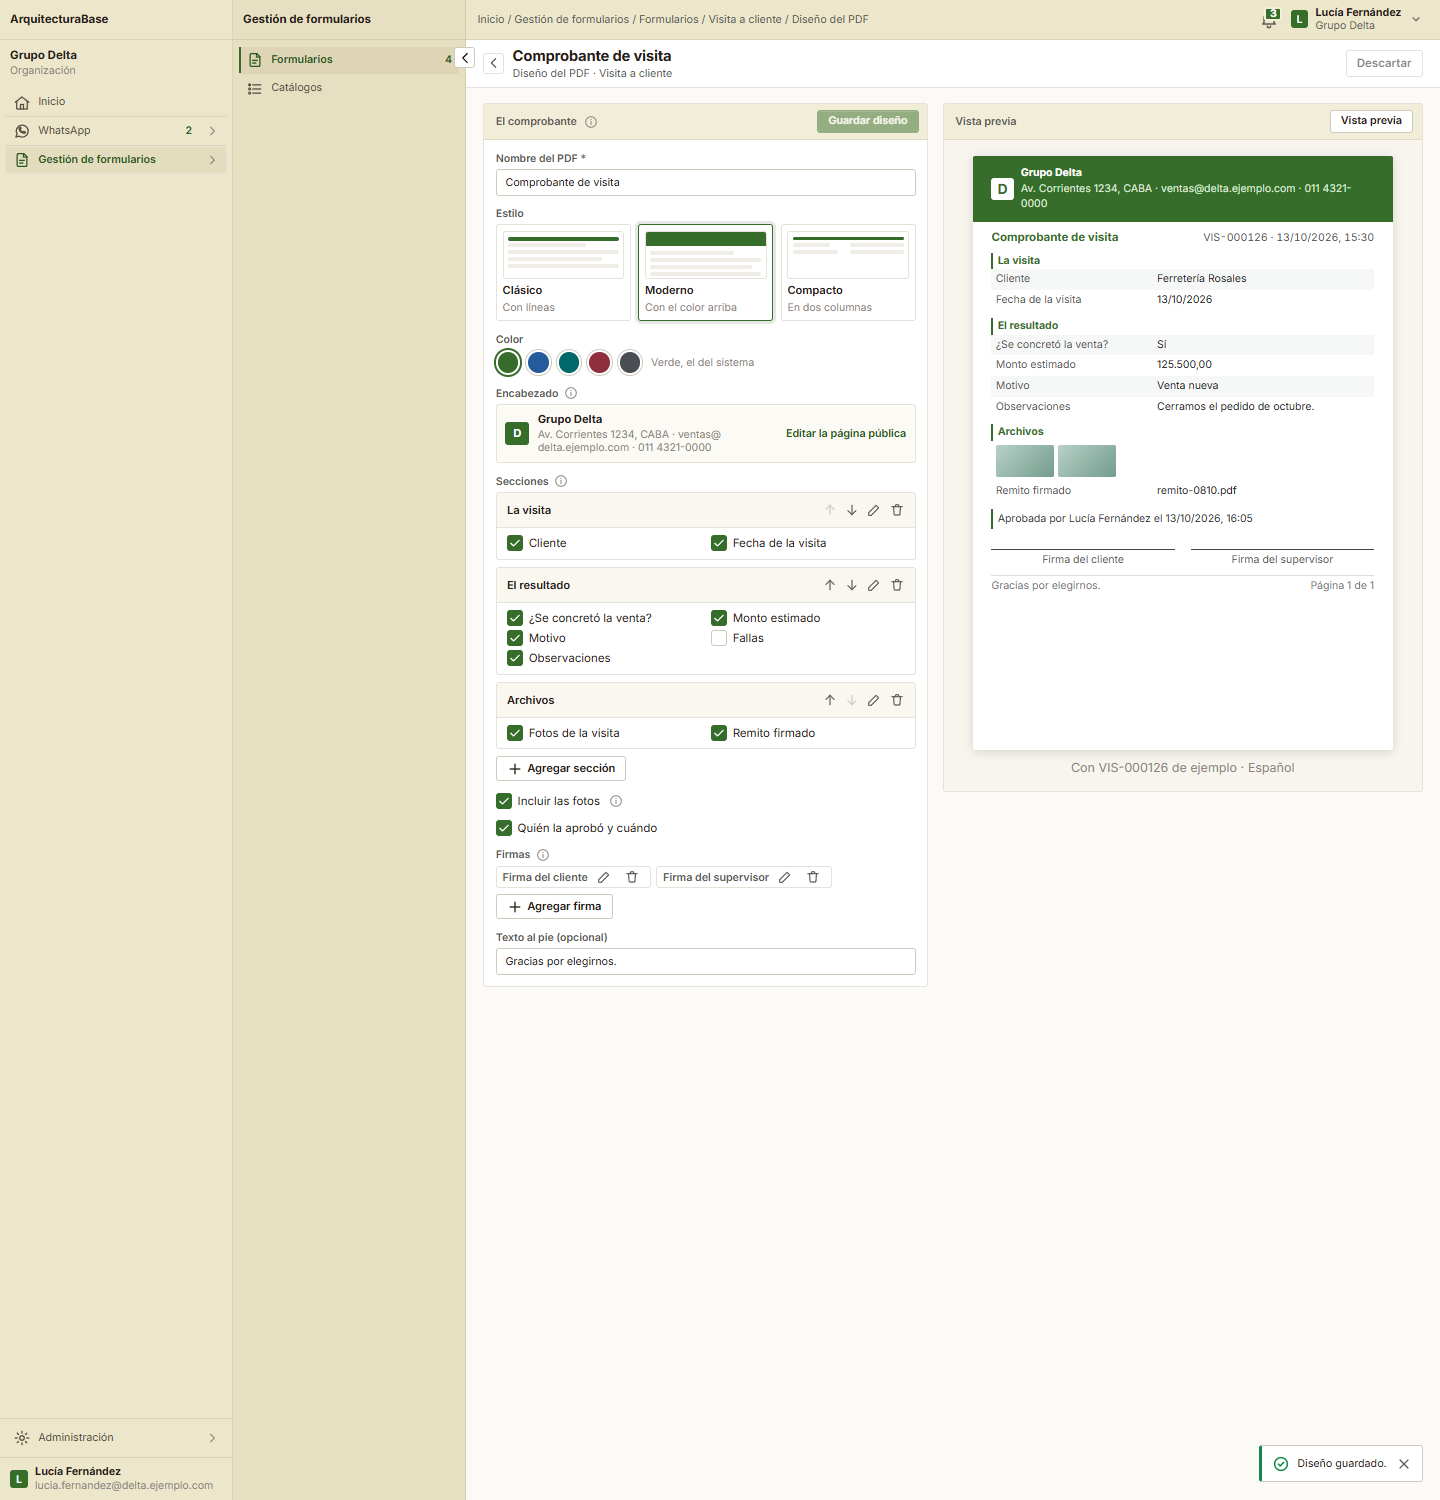 ArquitecturaBase
Grupo Delta
Organización
Inicio
WhatsApp 2
Gestión de formularios
Administración
L
Lucía Fernández
lucia.fernandez@delta.ejemplo.com
Gestión de formularios
Formularios 4
Catálogos
Inicio / Gestión de formularios / Formularios / Visita a cliente / Diseño del PDF
3
L
Lucía Fernández
Grupo Delta
Comprobante de visita
Diseño del PDF · Visita a cliente
Descartar
El comprobante
Guardar diseño
Nombre del PDF *
Comprobante de visita
Estilo
Clásico
Con líneas
Moderno
Con el color arriba
Compacto
En dos columnas
Color
Verde, el del sistema
Encabezado
D
Grupo Delta
Av. Corrientes 1234, CABA · ventas@
delta.ejemplo.com · 011 4321-0000
Editar la página pública
Secciones
La visita
Cliente
Fecha de la visita
El resultado
¿Se concretó la venta?
Monto estimado
Motivo
Fallas
Observaciones
Archivos
Fotos de la visita
Remito firmado
Agregar sección
Incluir las fotos
Quién la aprobó y cuándo
Firmas
Firma del cliente
Firma del supervisor
Agregar firma
Texto al pie (opcional)
Gracias por elegirnos.
Vista previa
Vista previa
D
Grupo Delta
Av. Corrientes 1234, CABA · ventas@delta.ejemplo.com · 011 4321-
0000
Comprobante de visita
VIS-000126 · 13/10/2026, 15:30
La visita
Cliente Ferretería Rosales
Fecha de la visita 13/10/2026
El resultado
¿Se concretó la venta? Sí
Monto estimado 125.500,00
Motivo Venta nueva
Observaciones Cerramos el pedido de octubre.
Archivos
Remito firmado remito-0810.pdf
Aprobada por Lucía Fernández el 13/10/2026, 16:05
Firma del cliente
Firma del supervisor
Gracias por elegirnos.
Página 1 de 1
Con VIS-000126 de ejemplo · Español
Diseño guardado.